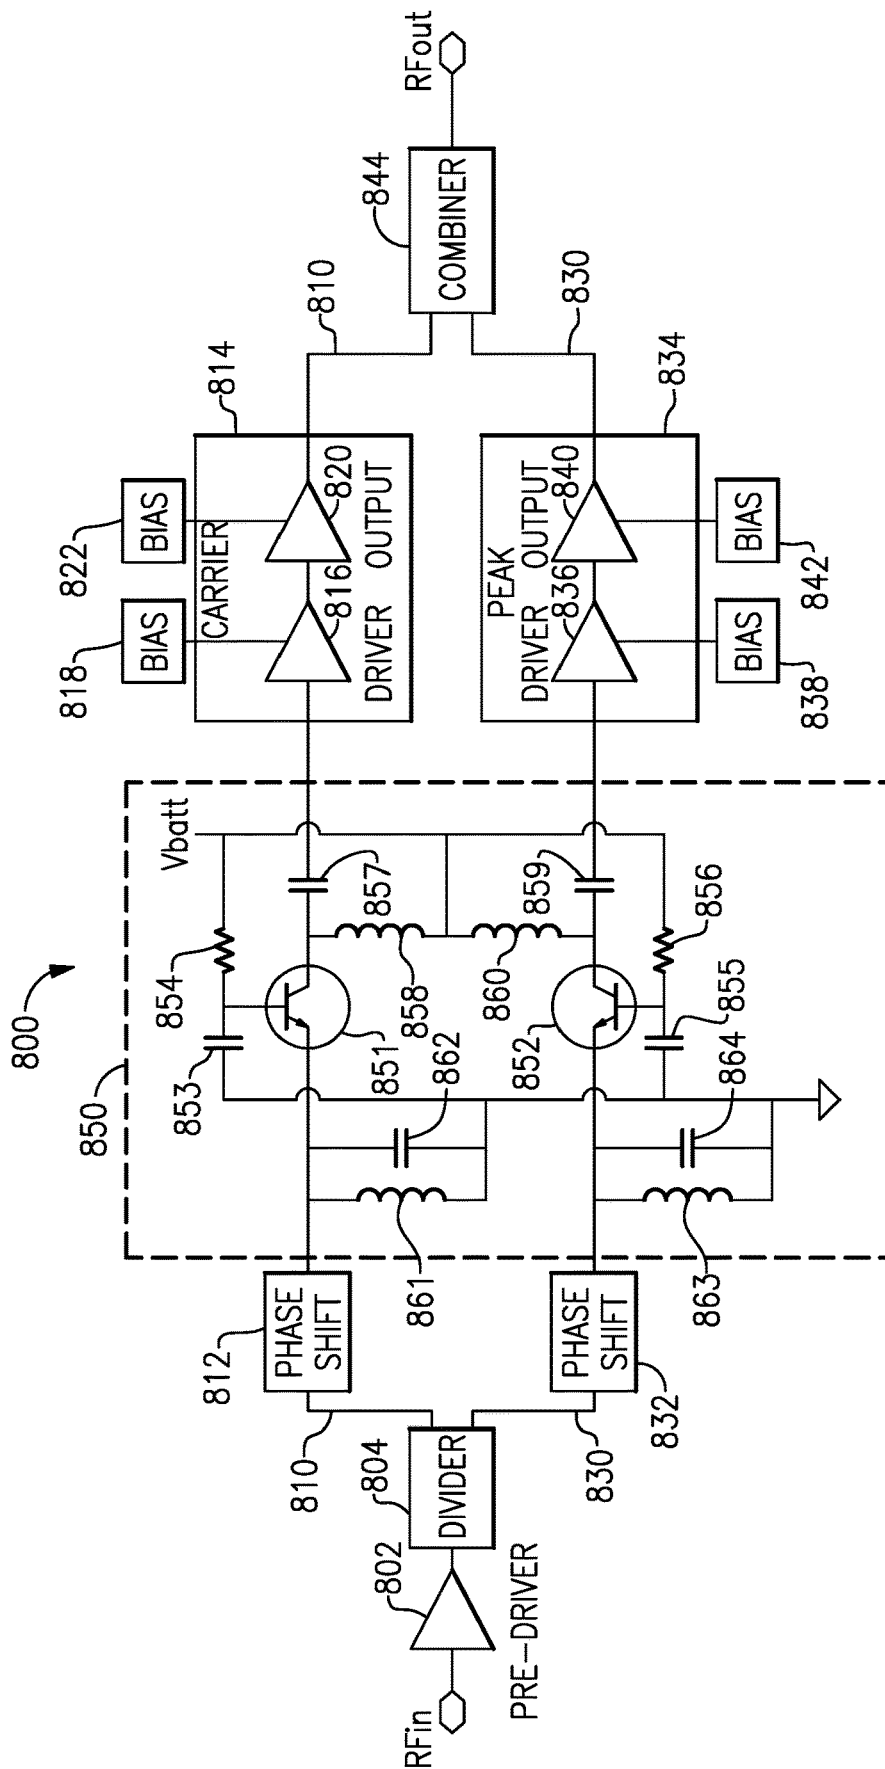 800
RFin
802
PRE-DRIVER
804
DIVIDER
810
830
812
PHASE
SHIFT
832
PHASE
SHIFT
850
861
862
863
864
853
854
851
852
855
856
858
860
857
859
Vbatt
818
BIAS
822
BIAS
814
CARRIER
816
820
DRIVER
OUTPUT
834
PEAK
DRIVER
OUTPUT
836
840
BIAS
838
BIAS
842
810
830
844
COMBINER
RFout